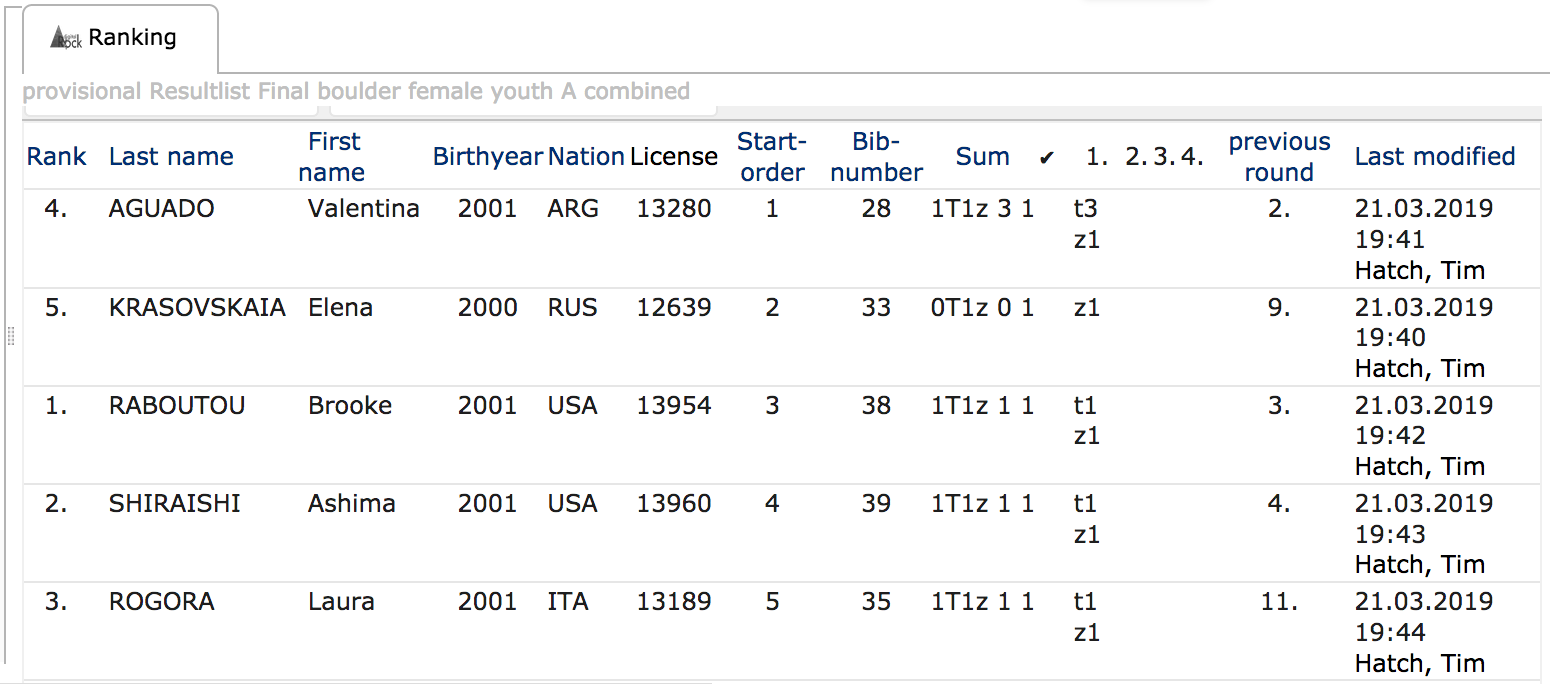 Ranking
provisional Resultlist Final boulder female youth A combined
Rank Last name First name Birthyear Nation License Start-order Bib-number Sum ✔ 1. 2. 3. 4. previous round Last modified
4. AGUADO Valentina 2001 ARG 13280 1 28 1T1z 3 1 t3 2. 21.03.2019
z1 19:41
Hatch, Tim
5. KRASOVSKAIA Elena 2000 RUS 12639 2 33 0T1z 0 1 z1 9. 21.03.2019
19:40
Hatch, Tim
1. RABOUTOU Brooke 2001 USA 13954 3 38 1T1z 1 1 t1 3. 21.03.2019
z1 19:42
Hatch, Tim
2. SHIRAISHI Ashima 2001 USA 13960 4 39 1T1z 1 1 t1 4. 21.03.2019
z1 19:43
Hatch, Tim
3. ROGORA Laura 2001 ITA 13189 5 35 1T1z 1 1 t1 11. 21.03.2019
z1 19:44
Hatch, Tim